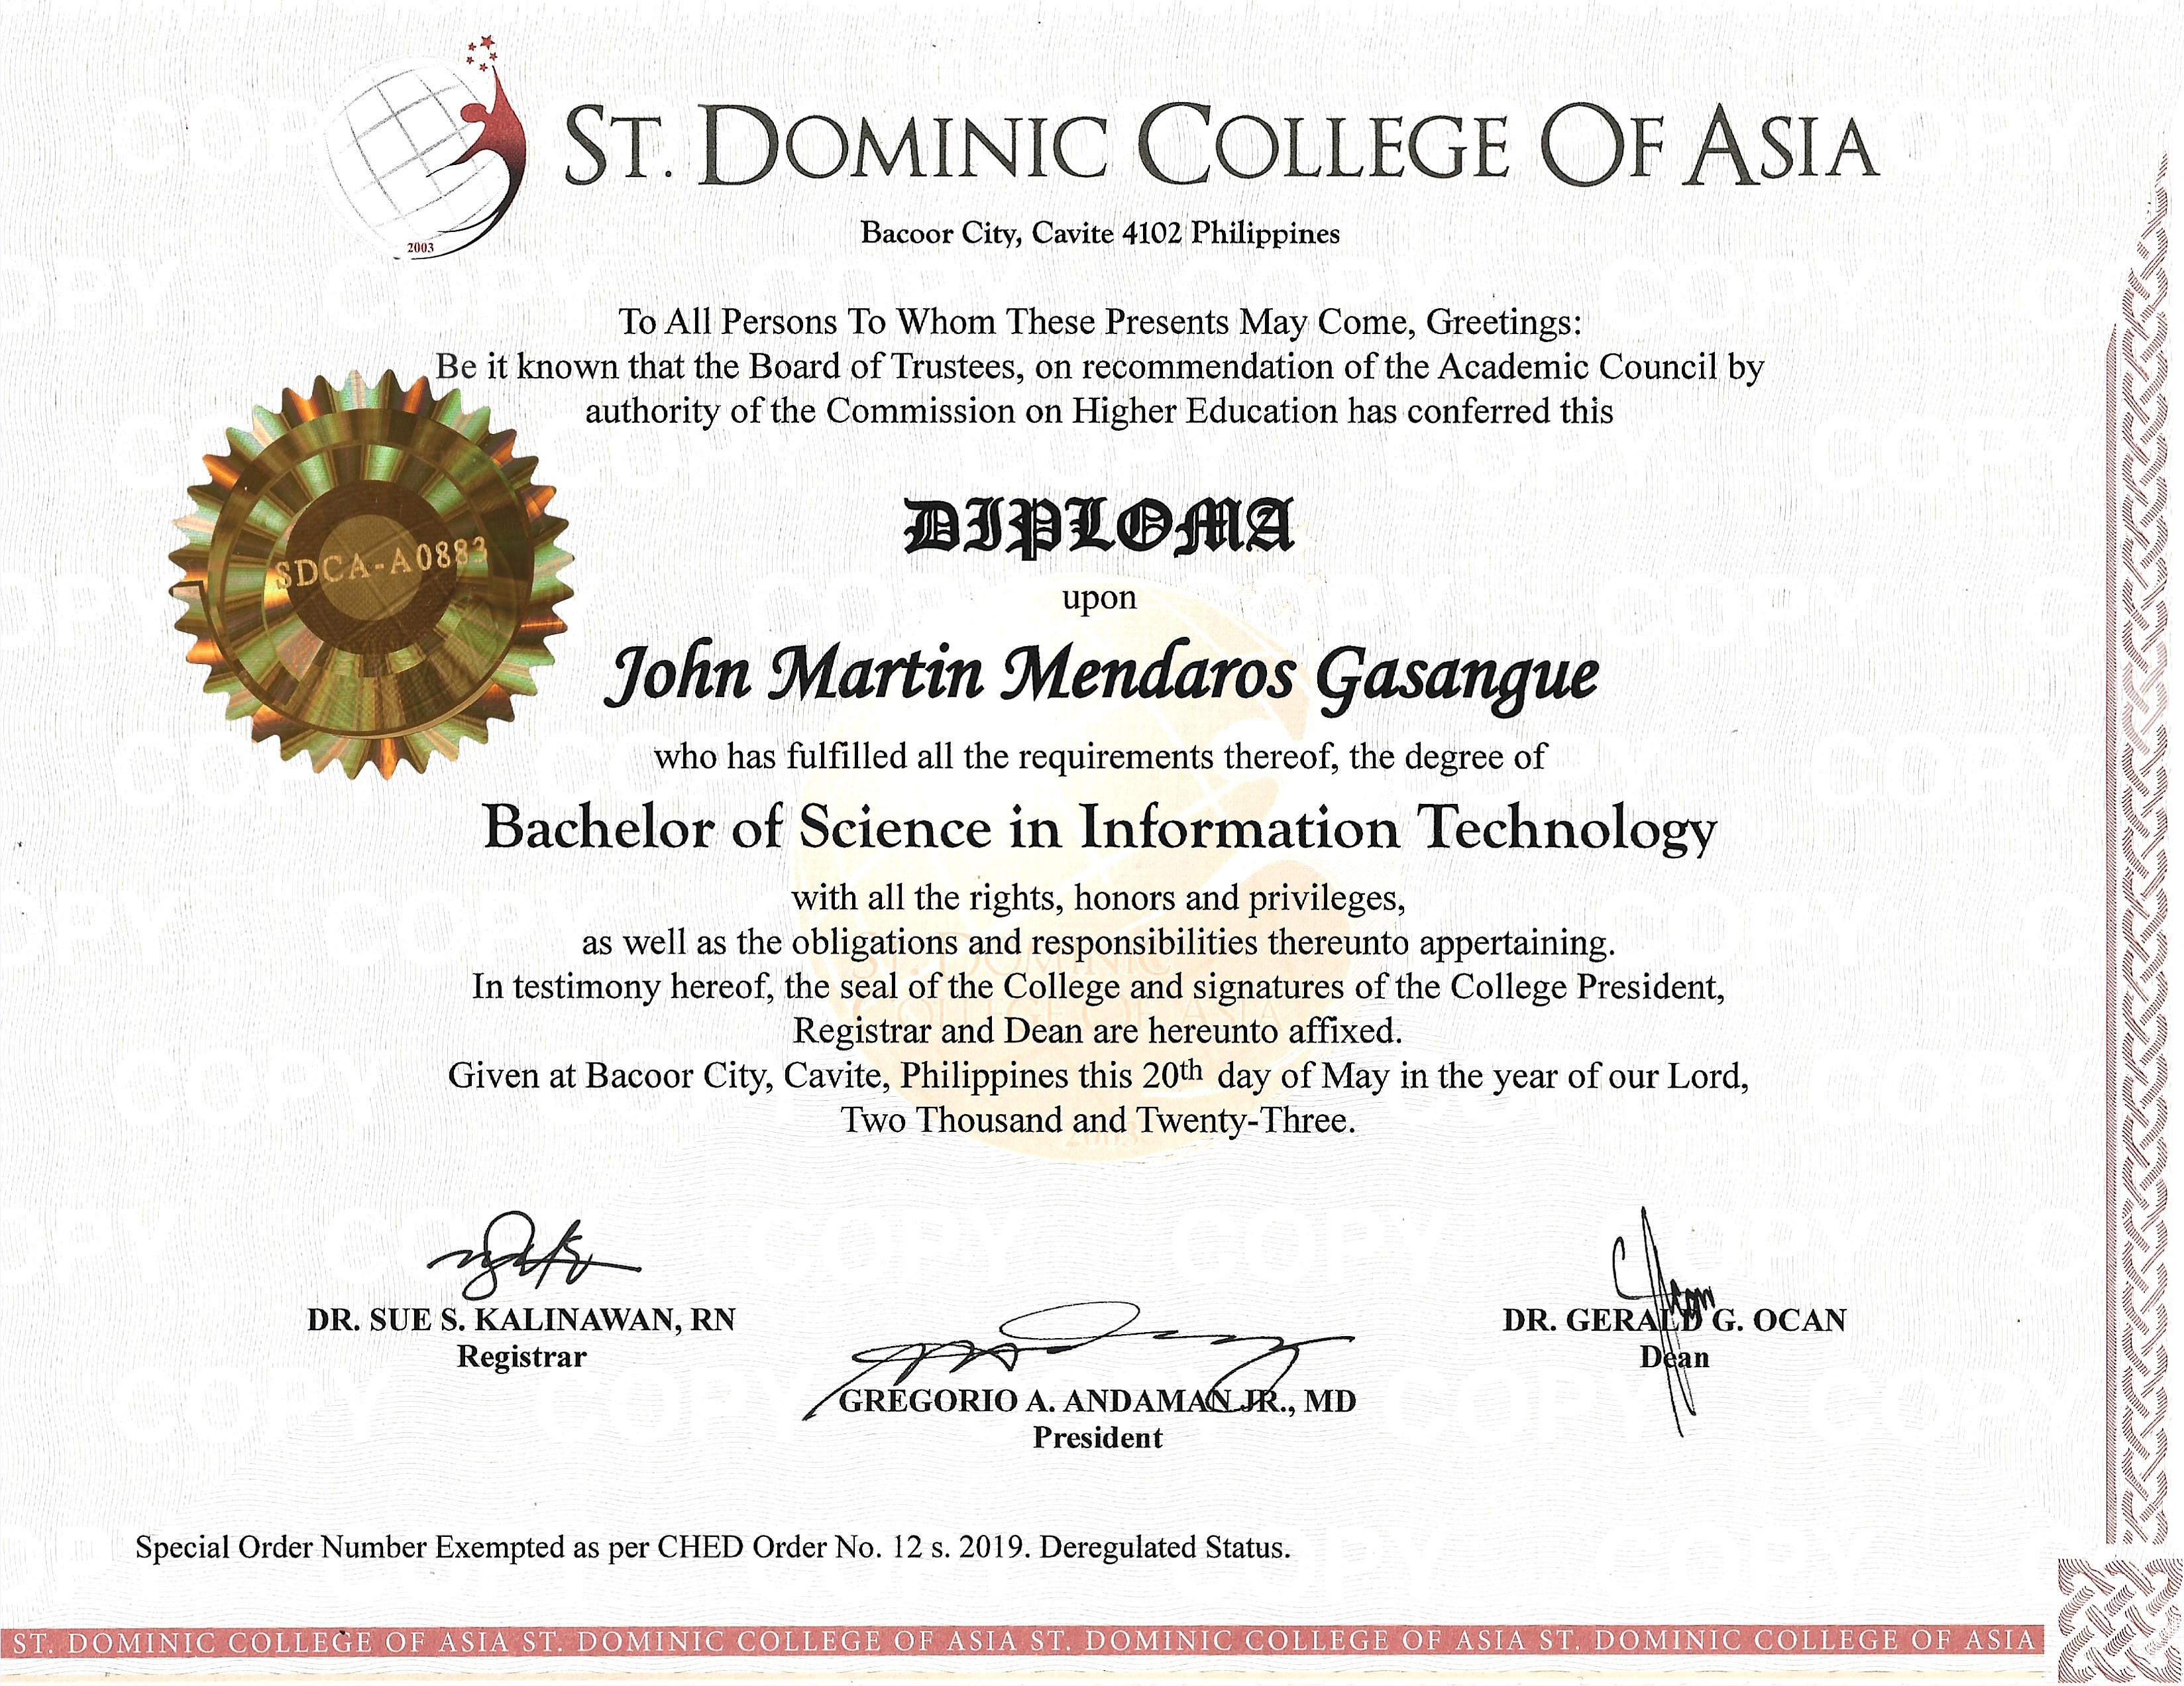 ST. DOMINIC COLLEGE OF ASIA
2003
Bacoor City, Cavite 4102 Philippines
To All Persons To Whom These Presents May Come, Greetings:
Be it known that the Board of Trustees, on recommendation of the Academic Council by
authority of the Commission on Higher Education has conferred this
DIPLOMA
SDCA-A0883
upon
John Martin Mendaros Gasangue
who has fulfilled all the requirements thereof, the degree of
Bachelor of Science in Information Technology
with all the rights, honors and privileges,
as well as the obligations and responsibilities thereunto appertaining.
ST. DOMINIC
In testimony hereof, the seal of the College and signatures of the College President,
COLLEGE OF ASIA
Registrar and Dean are hereunto affixed.
Given at Bacoor City, Cavite, Philippines this 20th day of May in the year of our Lord,
Two Thousand and Twenty-Three.
2003
DR. SUE S. KALINAWAN, RN
Registrar
GREGORIO A. ANDAMAN JR., MD
President
DR. GERALD G. OCAN
Dean
Special Order Number Exempted as per CHED Order No. 12 s. 2019. Deregulated Status.
ST. DOMINIC COLLEGE OF ASIA ST. DOMINIC COLLEGE OF ASIA ST. DOMINIC COLLEGE OF ASIA ST. DOMINIC COLLEGE OF ASIA